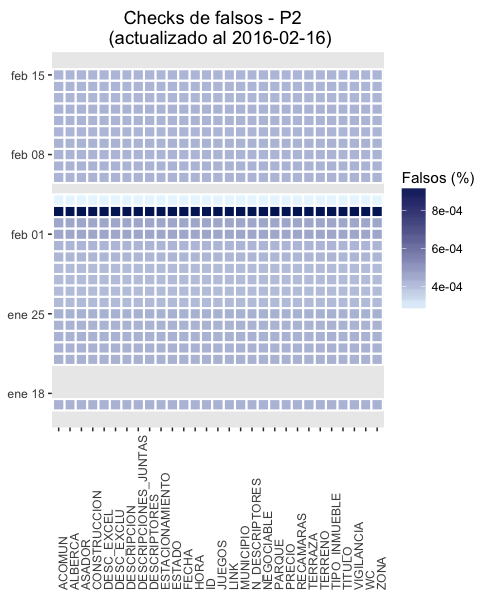 Checks de falsos - P2
(actualizado al 2016-02-16)
feb 15
feb 08
feb 01
ene 25
ene 18
Falsos (%)
8e-04
6e-04
4e-04
ACOMUN
ALBERCA
ASADOR
CONSTRUCCION
DESC_EXCEL
DESC_EXCLU
DESCRIPCION
DESCRIPCIONES_JUNTAS
DESCRIPTORES
ESTACIONAMIENTO
ESTADO
FECHA
HORA
ID
JUEGOS
LINK
MUNICIPIO
N_DESCRIPTORES
NEGOCIABLE
PARQUE
PRECIO
RECAMARAS
TERRAZA
TERRENO
TIPO_INMUEBLE
TITULO
VIGILANCIA
WC
ZONA